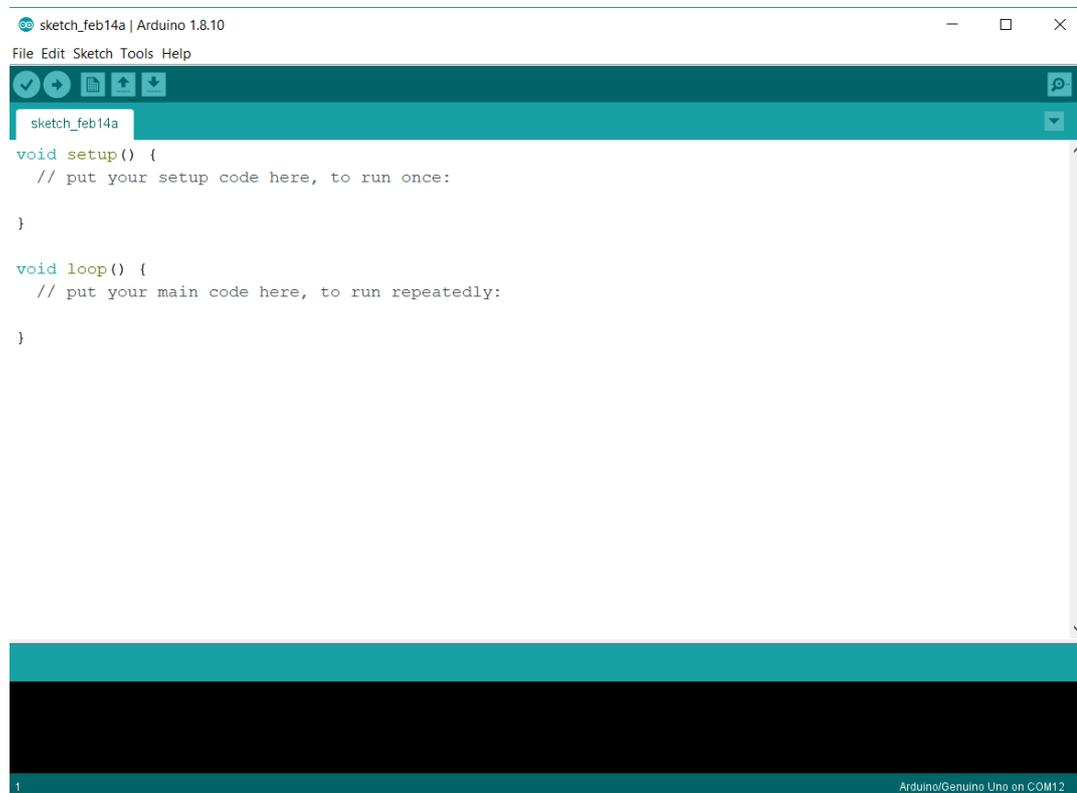 sketch_feb14a | Arduino 1.8.10
File Edit Sketch Tools Help
sketch_feb14a
void setup() {
  // put your setup code here, to run once:
}
void loop() {
  // put your main code here, to run repeatedly:
}
1
Arduino/Genuino Uno on COM12